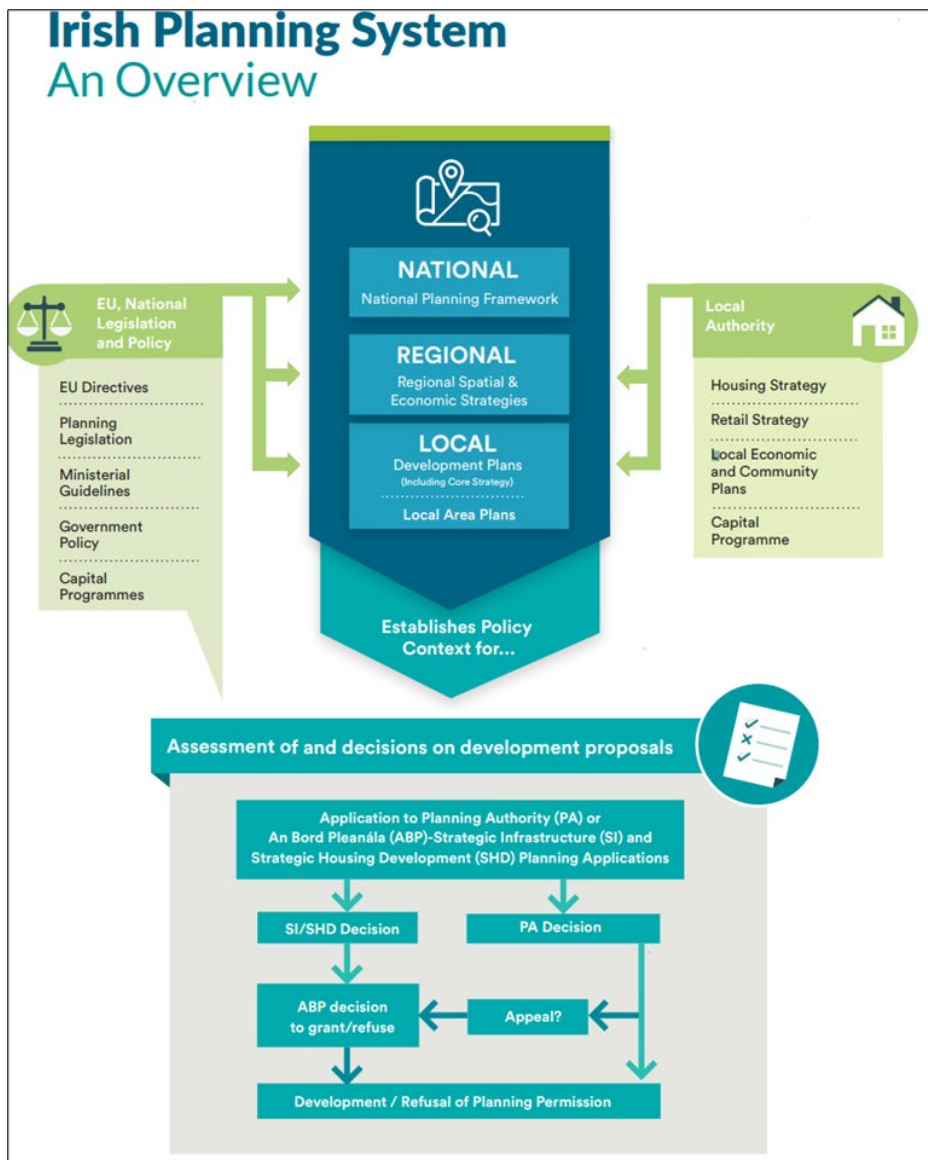 Irish Planning System
An Overview
NATIONAL
National Planning Framework
REGIONAL
Regional Spatial &
Economic Strategies
LOCAL
Development Plans
(Including Core Strategy)
Local Area Plans
EU, National
Legislation
and Policy
EU Directives
Planning
Legislation
Ministerial
Guidelines
Government
Policy
Capital
Programmes
Local
Authority
Housing Strategy
Retail Strategy
Local Economic
and Community
Plans
Capital
Programme
Establishes Policy
Context for...
Assessment of and decisions on development proposals
Application to Planning Authority (PA) or
An Bord Pleanála (ABP)-Strategic Infrastructure (SI) and
Strategic Housing Development (SHD) Planning Applications
SI/SHD Decision
PA Decision
ABP decision
to grant/refuse
Appeal?
Development / Refusal of Planning Permission